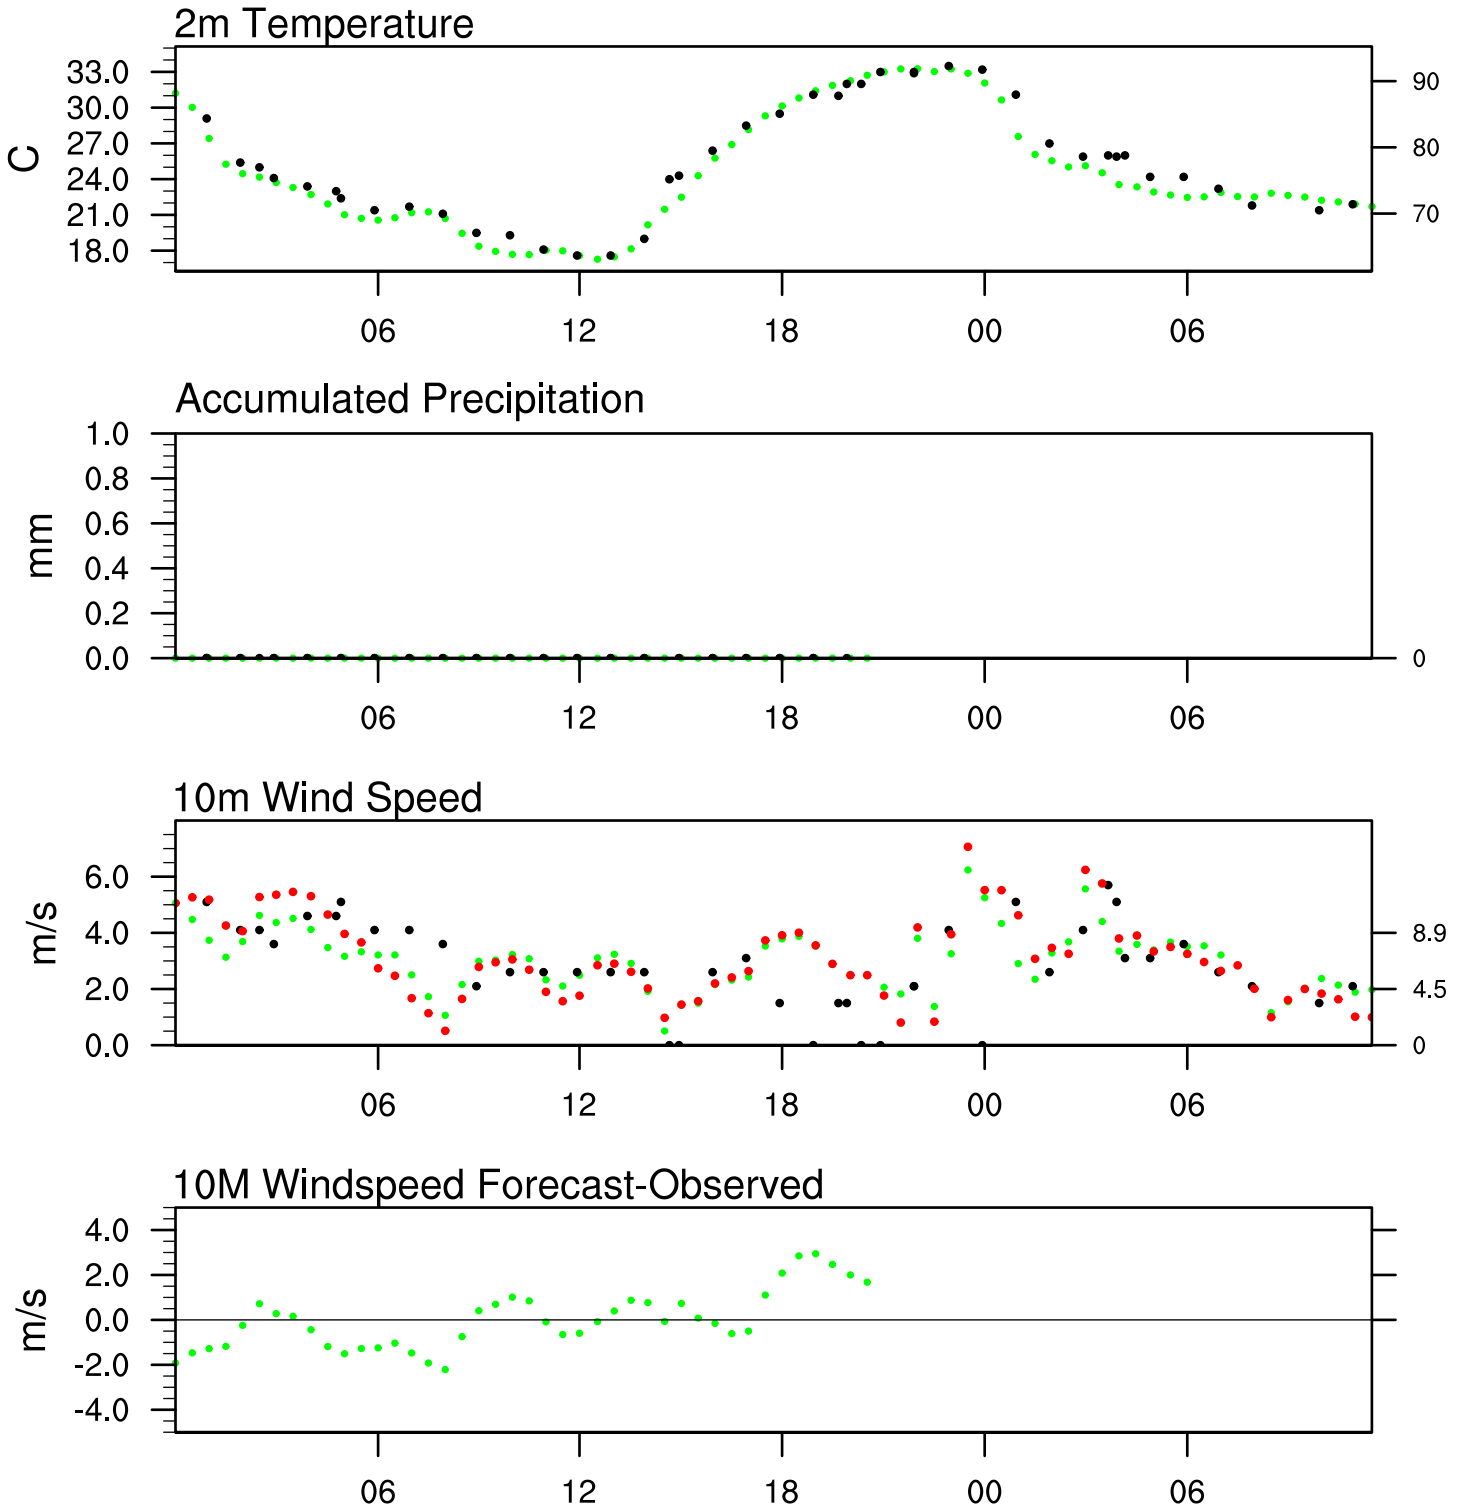 2m Temperature
33.0
30.0
27.0
24.0
21.0
18.0
C
90
80
70
06 12 18 00 06
Accumulated Precipitation
1.0
0.8
0.6
0.4
0.2
0.0
mm
0
06 12 18 00 06
10m Wind Speed
6.0
4.0
2.0
0.0
m/s
8.9
4.5
0
06 12 18 00 06
10M Windspeed Forecast-Observed
4.0
2.0
0.0
-2.0
-4.0
m/s
06 12 18 00 06